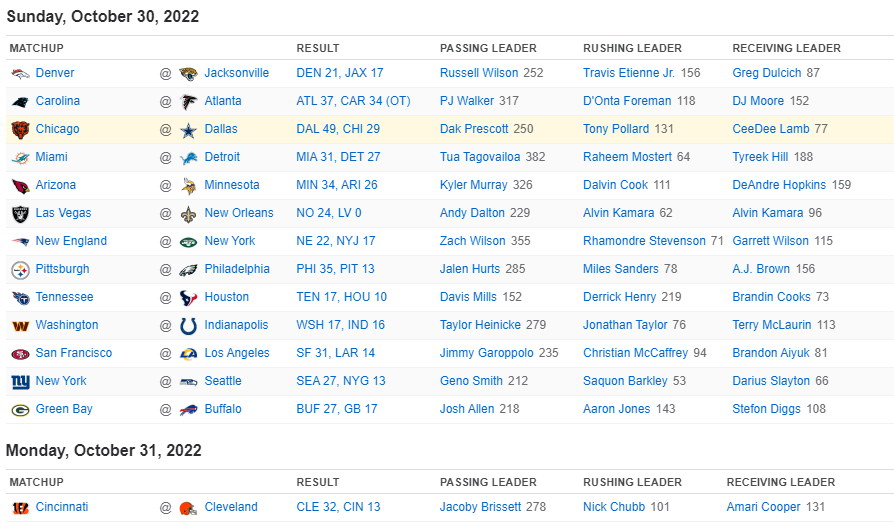 Sunday, October 30, 2022
MATCHUP RESULT PASSING LEADER RUSHING LEADER RECEIVING LEADER
Denver @ Jacksonville DEN 21, JAX 17 Russell Wilson 252 Travis Etienne Jr. 156 Greg Dulcich 87
Carolina @ Atlanta ATL 37, CAR 34 (OT) PJ Walker 317 D'Onta Foreman 118 DJ Moore 152
Chicago @ Dallas DAL 49, CHI 29 Dak Prescott 250 Tony Pollard 131 CeeDee Lamb 77
Miami @ Detroit MIA 31, DET 27 Tua Tagovailoa 382 Raheem Mostert 64 Tyreek Hill 188
Arizona @ Minnesota MIN 34, ARI 26 Kyler Murray 326 Dalvin Cook 111 DeAndre Hopkins 159
Las Vegas @ New Orleans NO 24, LV 0 Andy Dalton 229 Alvin Kamara 62 Alvin Kamara 96
New England @ New York NE 22, NYJ 17 Zach Wilson 355 Rhamondre Stevenson 71 Garrett Wilson 115
Pittsburgh @ Philadelphia PHI 35, PIT 13 Jalen Hurts 285 Miles Sanders 78 A.J. Brown 156
Tennessee @ Houston TEN 17, HOU 10 Davis Mills 152 Derrick Henry 219 Brandin Cooks 73
Washington @ Indianapolis WSH 17, IND 16 Taylor Heinicke 279 Jonathan Taylor 76 Terry McLaurin 113
San Francisco @ Los Angeles SF 31, LAR 14 Jimmy Garoppolo 235 Christian McCaffrey 94 Brandon Aiyuk 81
New York @ Seattle SEA 27, NYG 13 Geno Smith 212 Saquon Barkley 53 Darius Slayton 66
Green Bay @ Buffalo BUF 27, GB 17 Josh Allen 218 Aaron Jones 143 Stefon Diggs 108
Monday, October 31, 2022
MATCHUP RESULT PASSING LEADER RUSHING LEADER RECEIVING LEADER
Cincinnati @ Cleveland CLE 32, CIN 13 Jacoby Brissett 278 Nick Chubb 101 Amari Cooper 131